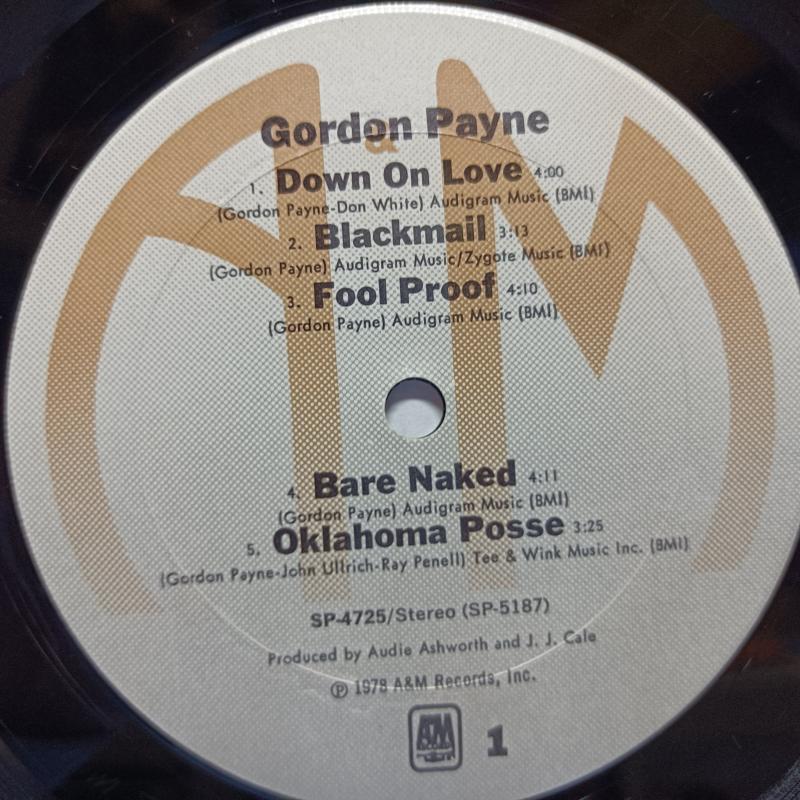 A&M
Gordon Payne
1. Down On Love 4:00
(Gordon Payne-Don White) Audigram Music (BMI)
2. Blackmail 3:13
(Gordon Payne) Audigram Music/Zygote Music (BMI)
3. Fool Proof 4:10
(Gordon Payne) Audigram Music (BMI)
4. Bare Naked 4:11
(Gordon Payne) Audigram Music (BMI)
5. Oklahoma Posse 3:25
(Gordon Payne-John Ullrich-Ray Penell) Tee & Wink Music Inc. (BMI)
SP-4725/Stereo (SP-5187)
Produced by Audie Ashworth and J. J. Cale
℗ 1978 A&M Records, Inc.
A&M RECORDS 1